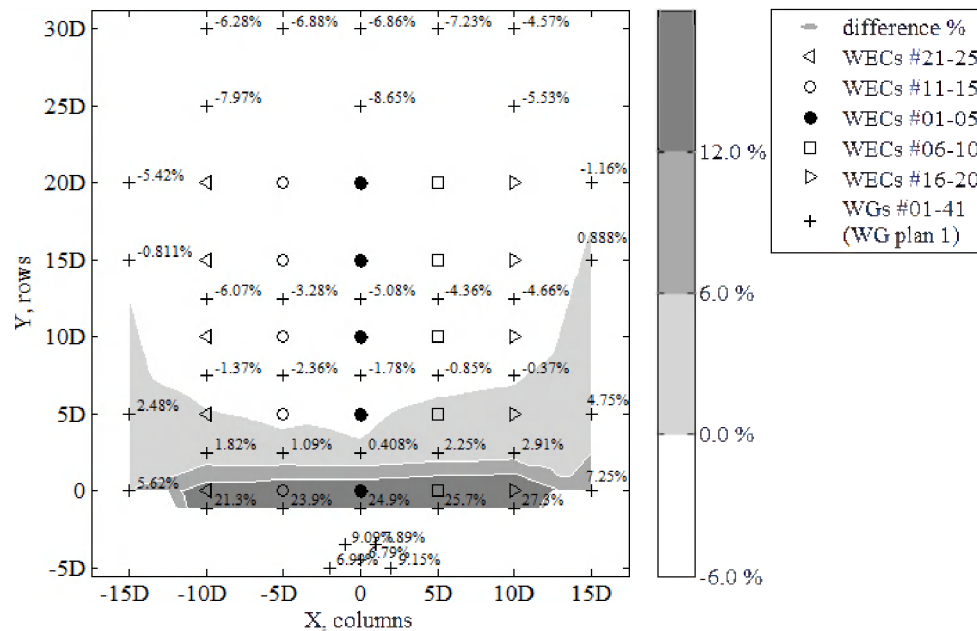 30D
-6.28%
-6.88%
-6.86%
-7.23%
-4.57%
25D
-7.97%
-8.65%
-5.53%
20D
-5.42%
-1.16%
15D
-0.811%
0.888%
-6.07%
-3.28%
-5.08%
-4.36%
-4.66%
10D
-1.37%
-2.36%
-1.78%
-0.85%
-0.37%
5D
2.48%
4.75%
1.82%
1.09%
0.408%
2.25%
2.91%
0
5.62%
7.25%
21.3%
23.9%
24.9%
25.7%
27.3%
9.09%
7.89%
6.79%
-5D
6.99%
9.15%
-15D
-10D
-5D
0
5D
10D
15D
X, columns
Y, rows
12.0 %
6.0 %
0.0 %
-6.0 %
difference %
WECs #21-25
WECs #11-15
WECs #01-05
WECs #06-10
WECs #16-20
WGs #01-41
(WG plan 1)